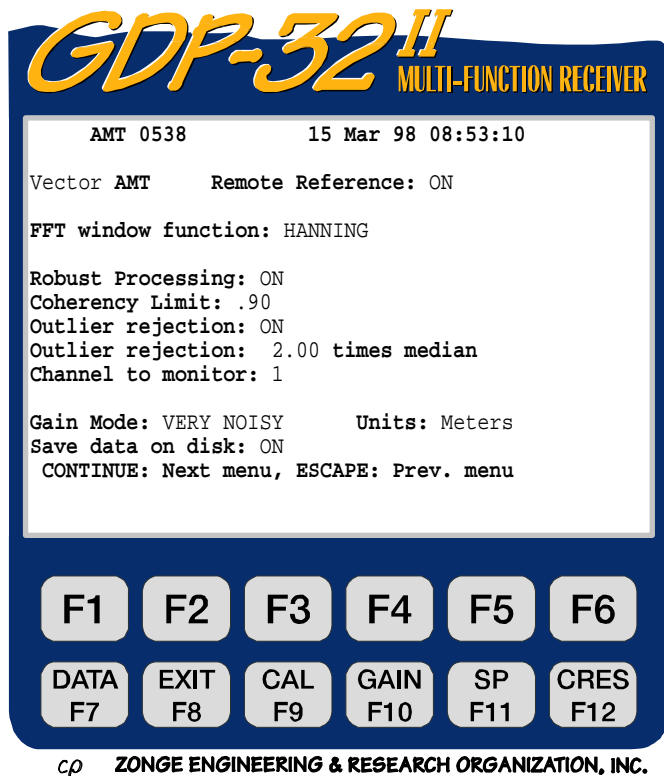 GDP-32 II
MULTI-FUNCTION RECEIVER
AMT 0538 15 Mar 98 08:53:10
Vector AMT Remote Reference: ON
FFT window function: HANNING
Robust Processing: ON
Coherency Limit: .90
Outlier rejection: ON
Outlier rejection: 2.00 times median
Channel to monitor: 1
Gain Mode: VERY NOISY Units: Meters
Save data on disk: ON
CONTINUE: Next menu, ESCAPE: Prev. menu
F1 F2 F3 F4 F5 F6
DATA EXIT CAL GAIN SP CRES
F7 F8 F9 F10 F11 F12
cρ ZONGE ENGINEERING & RESEARCH ORGANIZATION, INC.